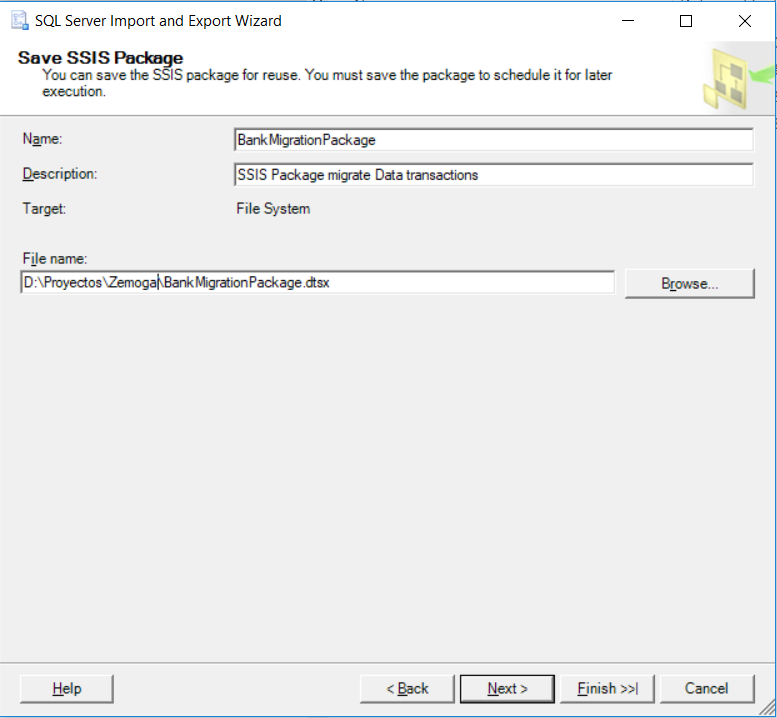 SQL Server Import and Export Wizard
Save SSIS Package
You can save the SSIS package for reuse. You must save the package to schedule it for later
execution.
Name: BankMigrationPackage
Description: SSIS Package migrate Data transactions
Target: File System
File name:
D:\Proyectos\Zemoga\BankMigrationPackage.dtsx Browse...
Help < Back Next > Finish >>| Cancel